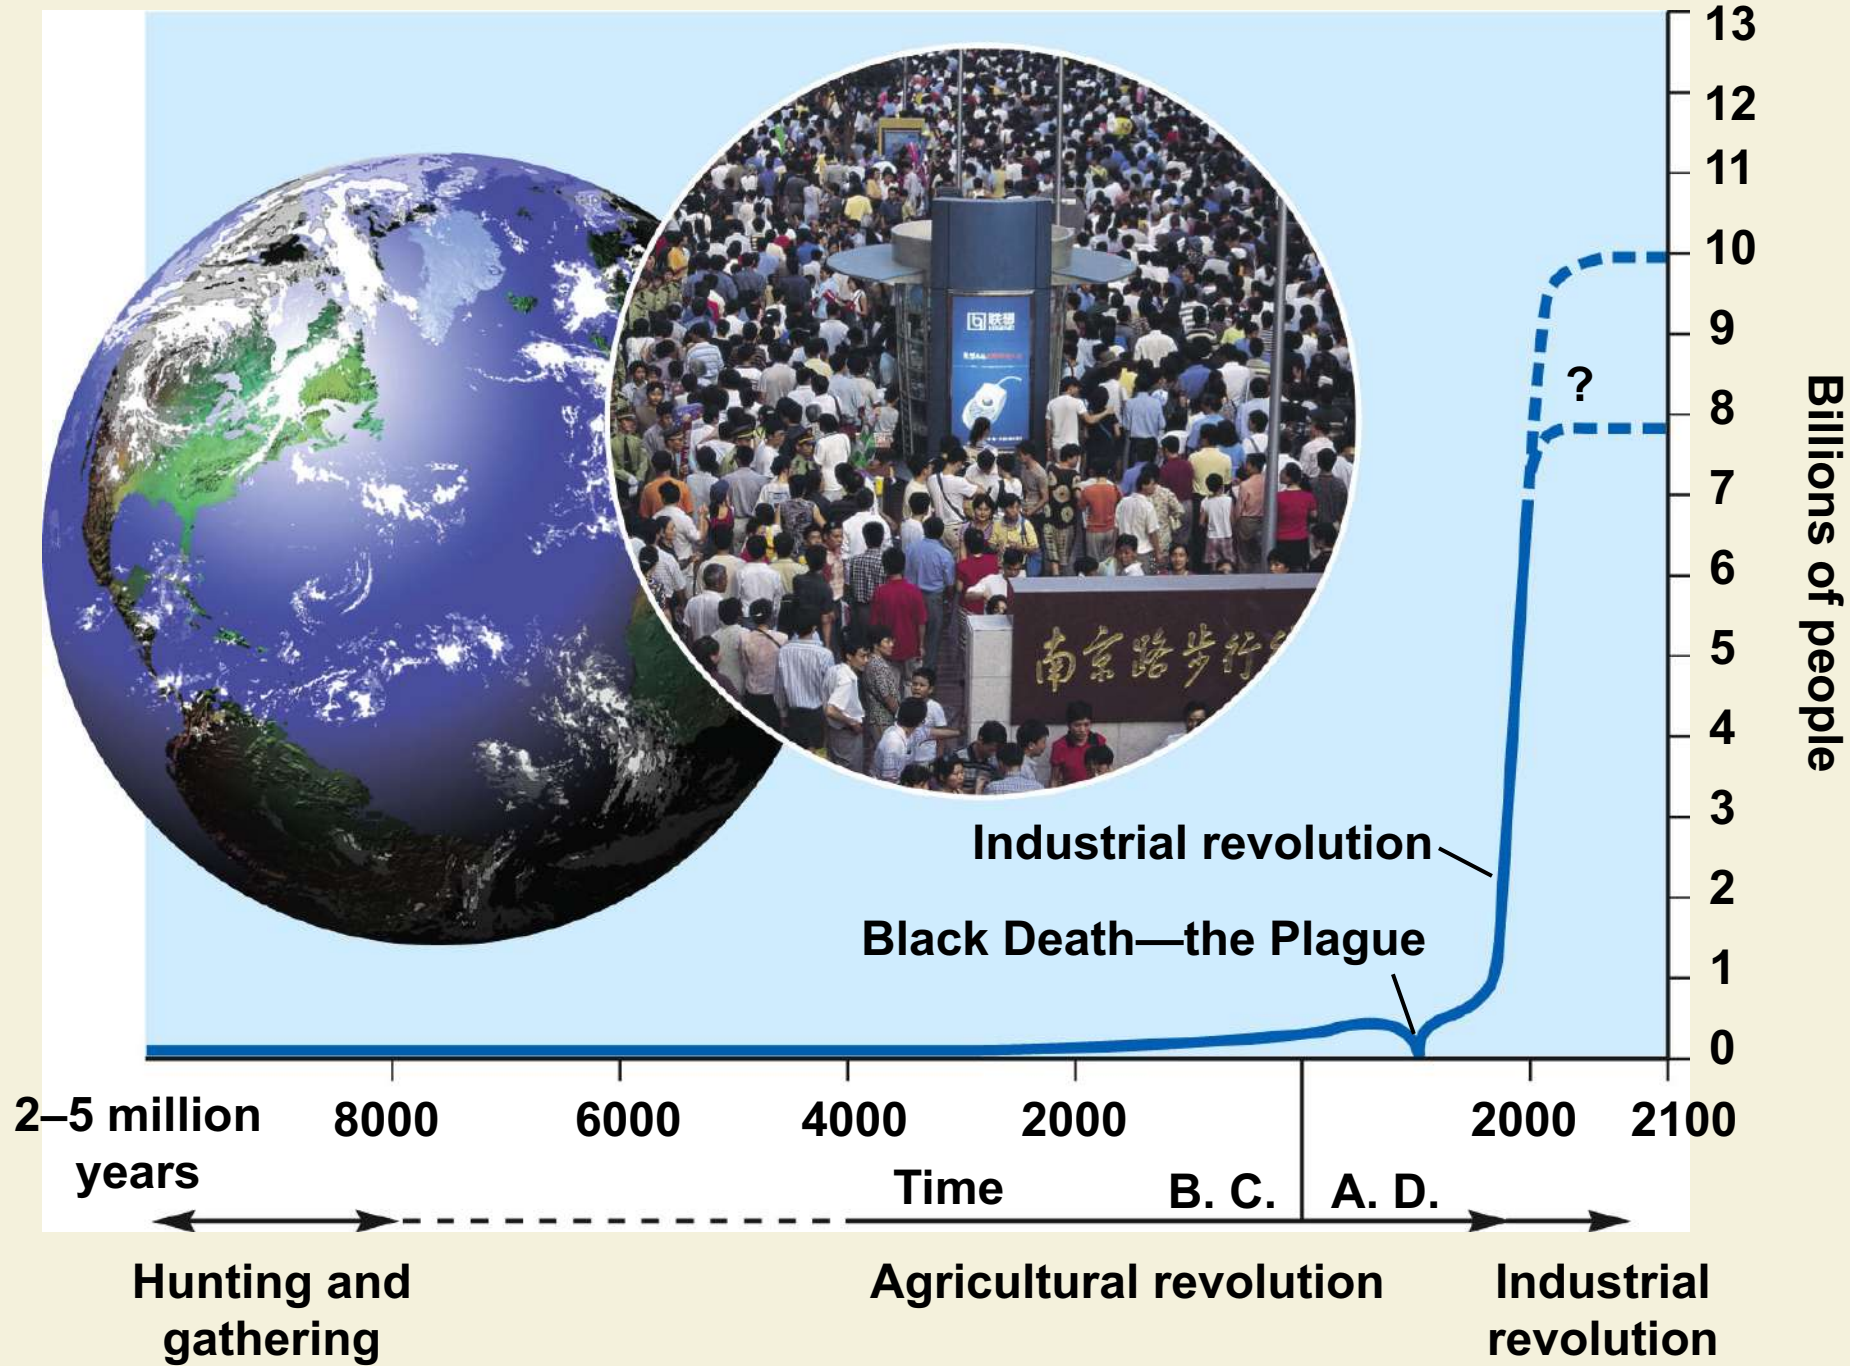 13
12
11
10
9
8
7
6
5
4
3
2
1
0
Billions of people
?
联想
南京路步行
Industrial revolution
Black Death—the Plague
2–5 million
years
8000
6000
4000
2000
2000
2100
Time
B. C.
A. D.
Hunting and
gathering
Agricultural revolution
Industrial
revolution